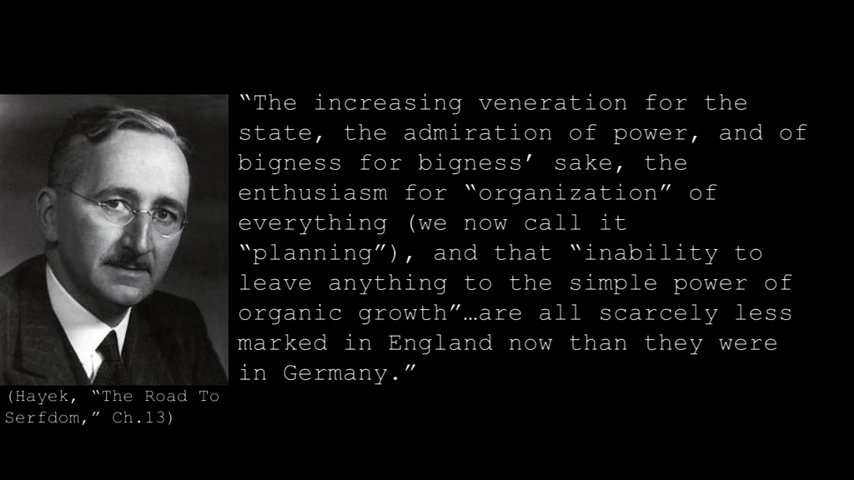 “The increasing veneration for the
state, the admiration of power, and of
bigness for bigness’ sake, the
enthusiasm for “organization” of
everything (we now call it
“planning”), and that “inability to
leave anything to the simple power of
organic growth”…are all scarcely less
marked in England now than they were
in Germany.”
(Hayek, “The Road To
Serfdom,” Ch.13)